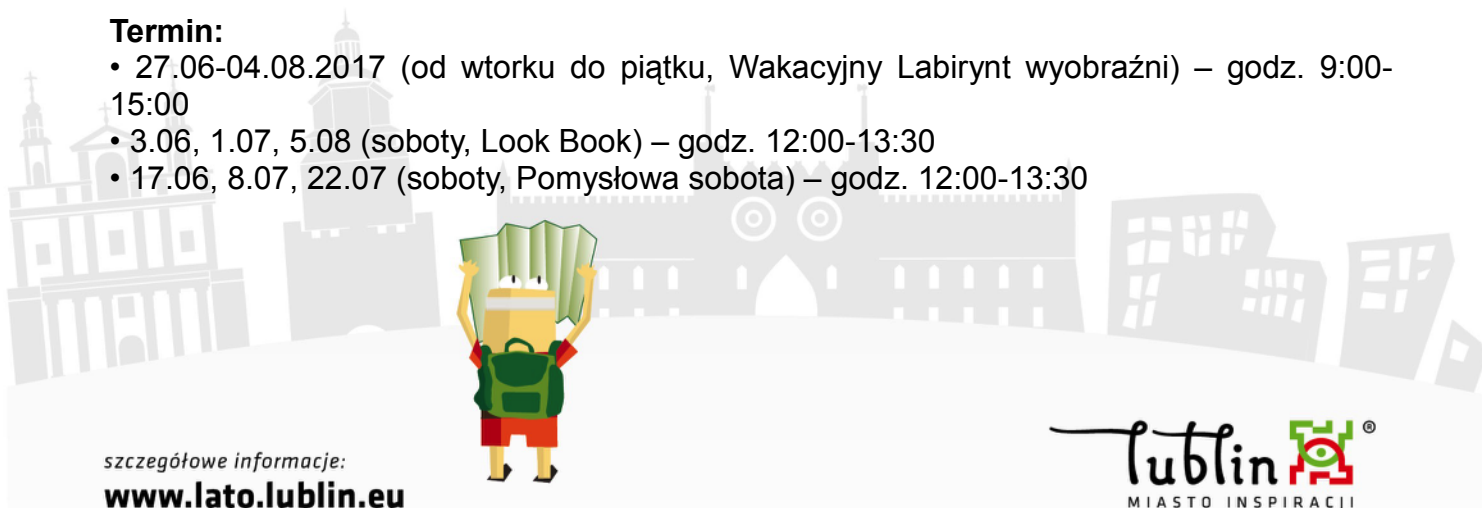 Termin:
• 27.06-04.08.2017 (od wtorku do piątku, Wakacyjny Labirynt wyobraźni) – godz. 9:00-
15:00
• 3.06, 1.07, 5.08 (soboty, Look Book) – godz. 12:00-13:30
• 17.06, 8.07, 22.07 (soboty, Pomysłowa sobota) – godz. 12:00-13:30
szczegółowe informacje:
www.lato.lublin.eu
lublin ®
MIASTO INSPIRACJI